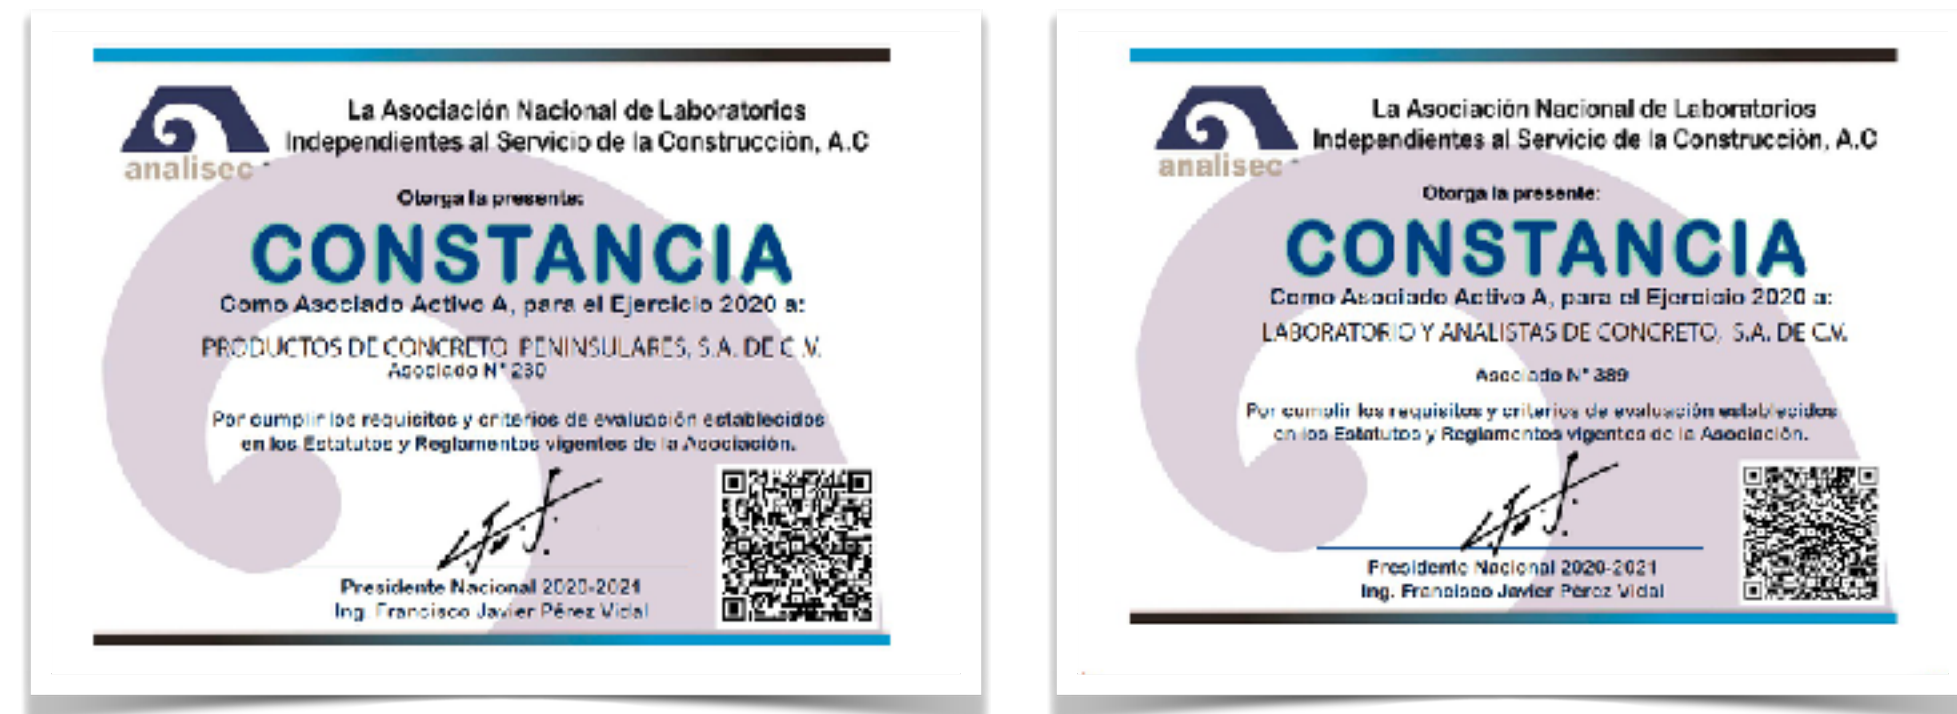 analisec
La Asociación Nacional de Laboratorios
Independientes al Servicio de la Construcción, A.C
Otorga la presente:
CONSTANCIA
Como Asociado Activo A, para el Ejercicio 2020 a:
PRODUCTOS DE CONCRETO PENINSULARES, S.A. DE C.V.
Asociado N° 230
Por cumplir los requisitos y criterios de evaluación establecidos
en los Estatutos y Reglamentos vigentes de la Asociación.
Presidente Nacional 2020-2021
Ing. Francisco Javier Pérez Vidal
analisec
La Asociación Nacional de Laboratorios
Independientes al Servicio de la Construcción, A.C
Otorga la presente:
CONSTANCIA
Como Asociado Activo A, para el Ejercicio 2020 a:
LABORATORIO Y ANALISTAS DE CONCRETO, S.A. DE C.V.
Asociado N° 389
Por cumplir los requisitos y criterios de evaluación establecidos
en los Estatutos y Reglamentos vigentes de la Asociación.
Presidente Nacional 2020-2021
Ing. Francisco Javier Pérez Vidal